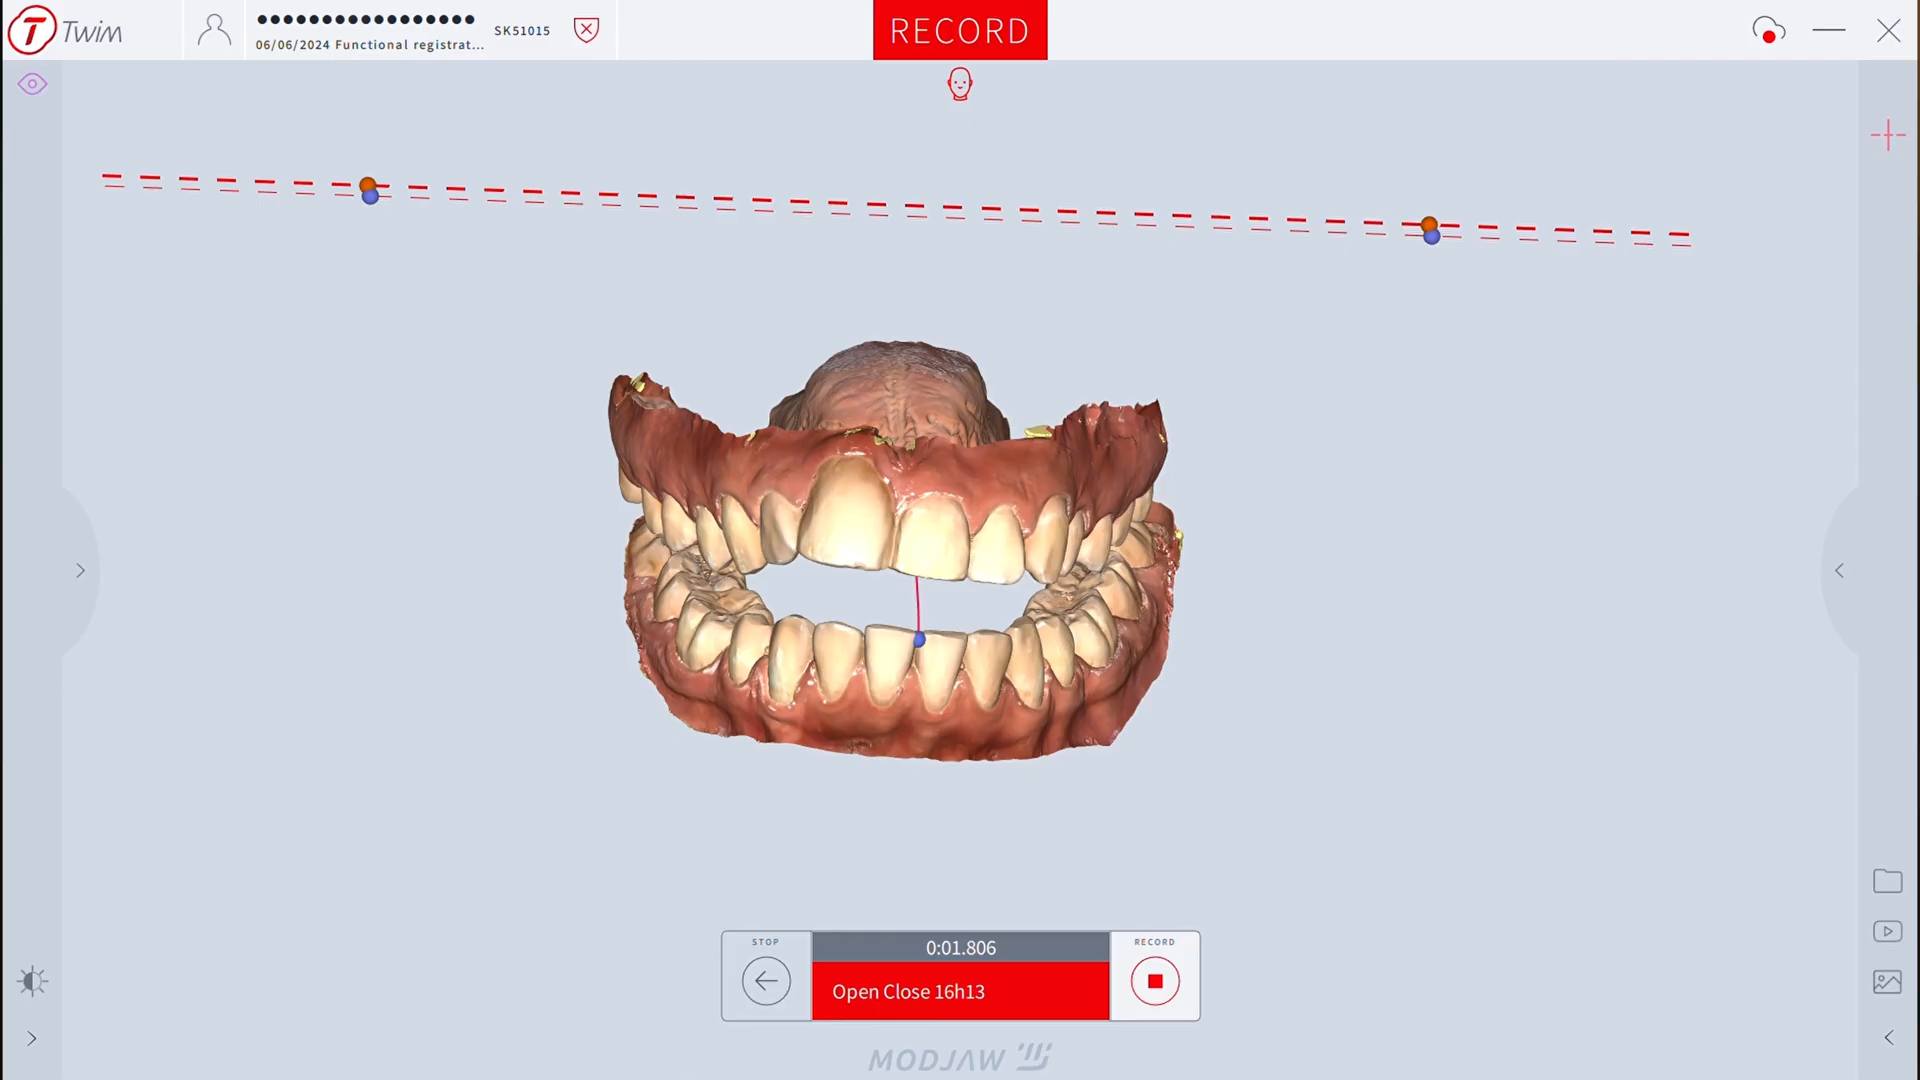 Twim
●●●●●●●●●●●●●●●●●
06/06/2024 Functional registrat...
SK51015
RECORD
STOP
0:01.806
Open Close 16h13
RECORD
MODJAW